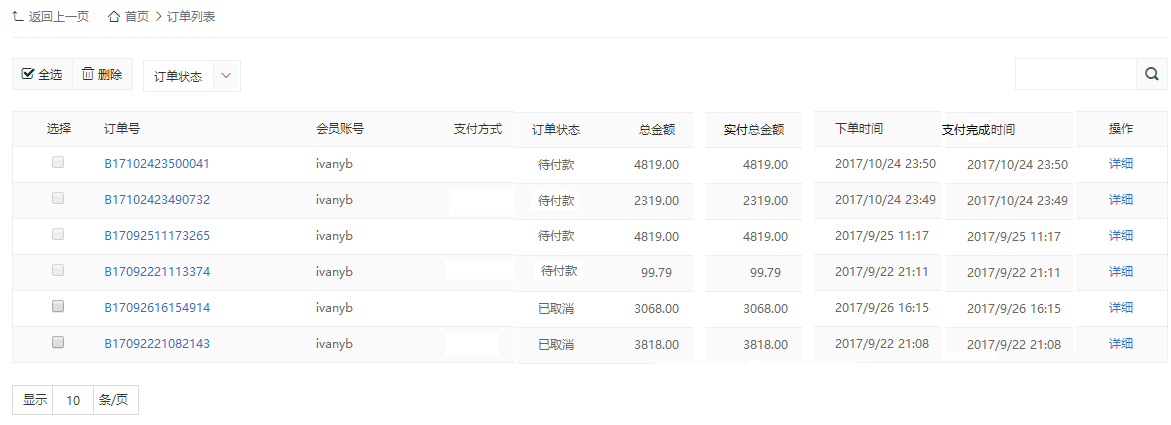 返回上一页 首页 > 订单列表
全选 删除 订单状态
选择 订单号 会员账号 支付方式 订单状态 总金额 实付总金额 下单时间 支付完成时间 操作
B17102423500041 ivanyb 待付款 4819.00 4819.00 2017/10/24 23:50 2017/10/24 23:50 详细
B17102423490732 ivanyb 待付款 2319.00 2319.00 2017/10/24 23:49 2017/10/24 23:49 详细
B17092511173265 ivanyb 待付款 4819.00 4819.00 2017/9/25 11:17 2017/9/25 11:17 详细
B17092221113374 ivanyb 待付款 99.79 99.79 2017/9/22 21:11 2017/9/22 21:11 详细
B17092616154914 ivanyb 已取消 3068.00 3068.00 2017/9/26 16:15 2017/9/26 16:15 详细
B17092221082143 ivanyb 已取消 3818.00 3818.00 2017/9/22 21:08 2017/9/22 21:08 详细
显示 10 条/页